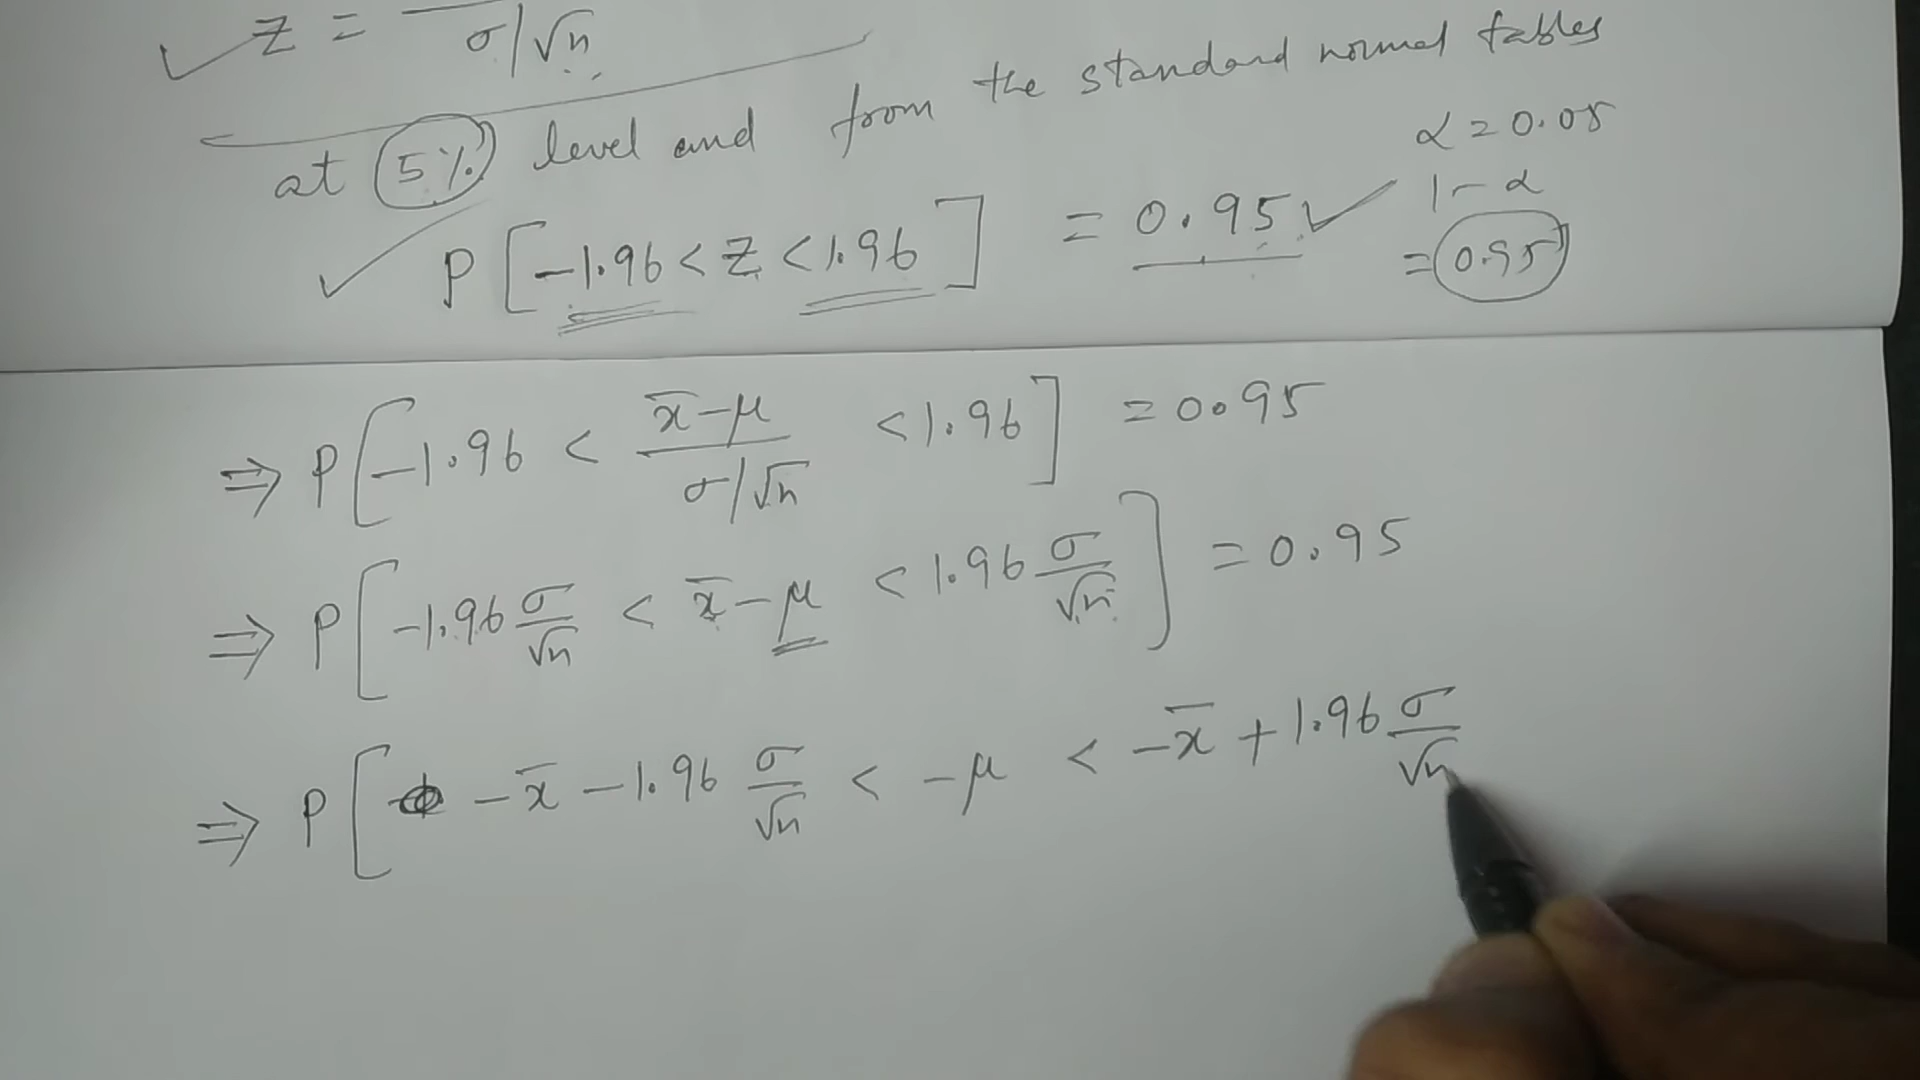 z = ―/σ/√n
at 5% level and from the standard normal tables
α = 0.05
P[-1.96 < z < 1.96] = 0.95
1 - α
= 0.95
⇒ P[-1.96 < (x̄ - μ)/(σ/√n) < 1.96] = 0.95
⇒ P[-1.96 σ/√n < x̄ - μ < 1.96 σ/√n] = 0.95
⇒ P[ - x̄ - 1.96 σ/√n < -μ < -x̄ + 1.96 σ/√n